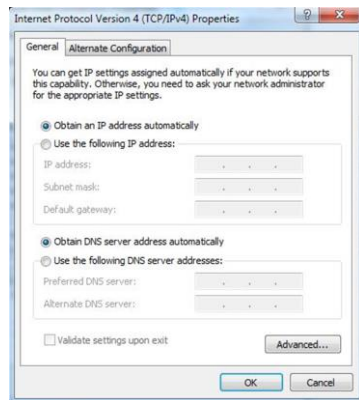 Internet Protocol Version 4 (TCP/IPv4) Properties
General
Alternate Configuration
You can get IP settings assigned automatically if your network supports
this capability. Otherwise, you need to ask your network administrator
for the appropriate IP settings.
Obtain an IP address automatically
Use the following IP address:
IP address:
Subnet mask:
Default gateway:
Obtain DNS server address automatically
Use the following DNS server addresses:
Preferred DNS server:
Alternate DNS server:
Validate settings upon exit
Advanced...
OK
Cancel